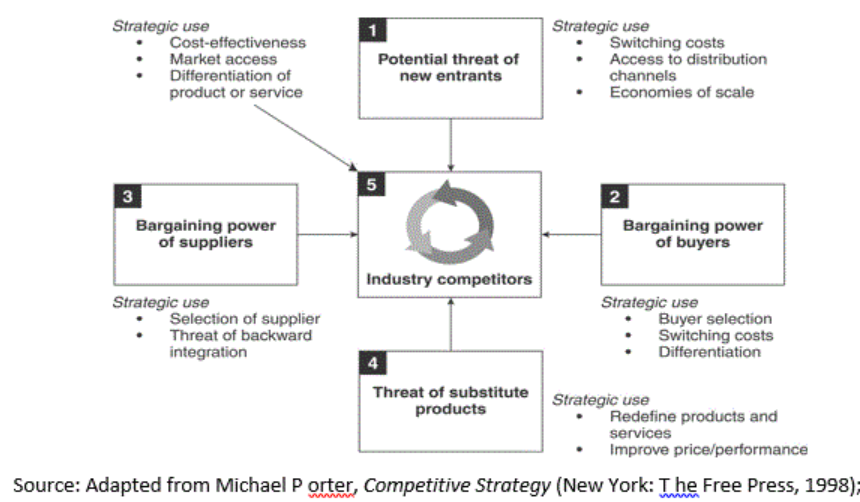 Strategic use
• Cost-effectiveness
• Market access
• Differentiation of
product or service
1
Potential threat of
new entrants
Strategic use
• Switching costs
• Access to distribution
channels
• Economies of scale
3
Bargaining power
of suppliers
5
Industry competitors
2
Bargaining power
of buyers
Strategic use
• Selection of supplier
• Threat of backward
integration
Strategic use
• Buyer selection
• Switching costs
• Differentiation
4
Threat of substitute
products
Strategic use
• Redefine products and
services
• Improve price/performance
Source: Adapted from Michael P orter, Competitive Strategy (New York: T he Free Press, 1998);